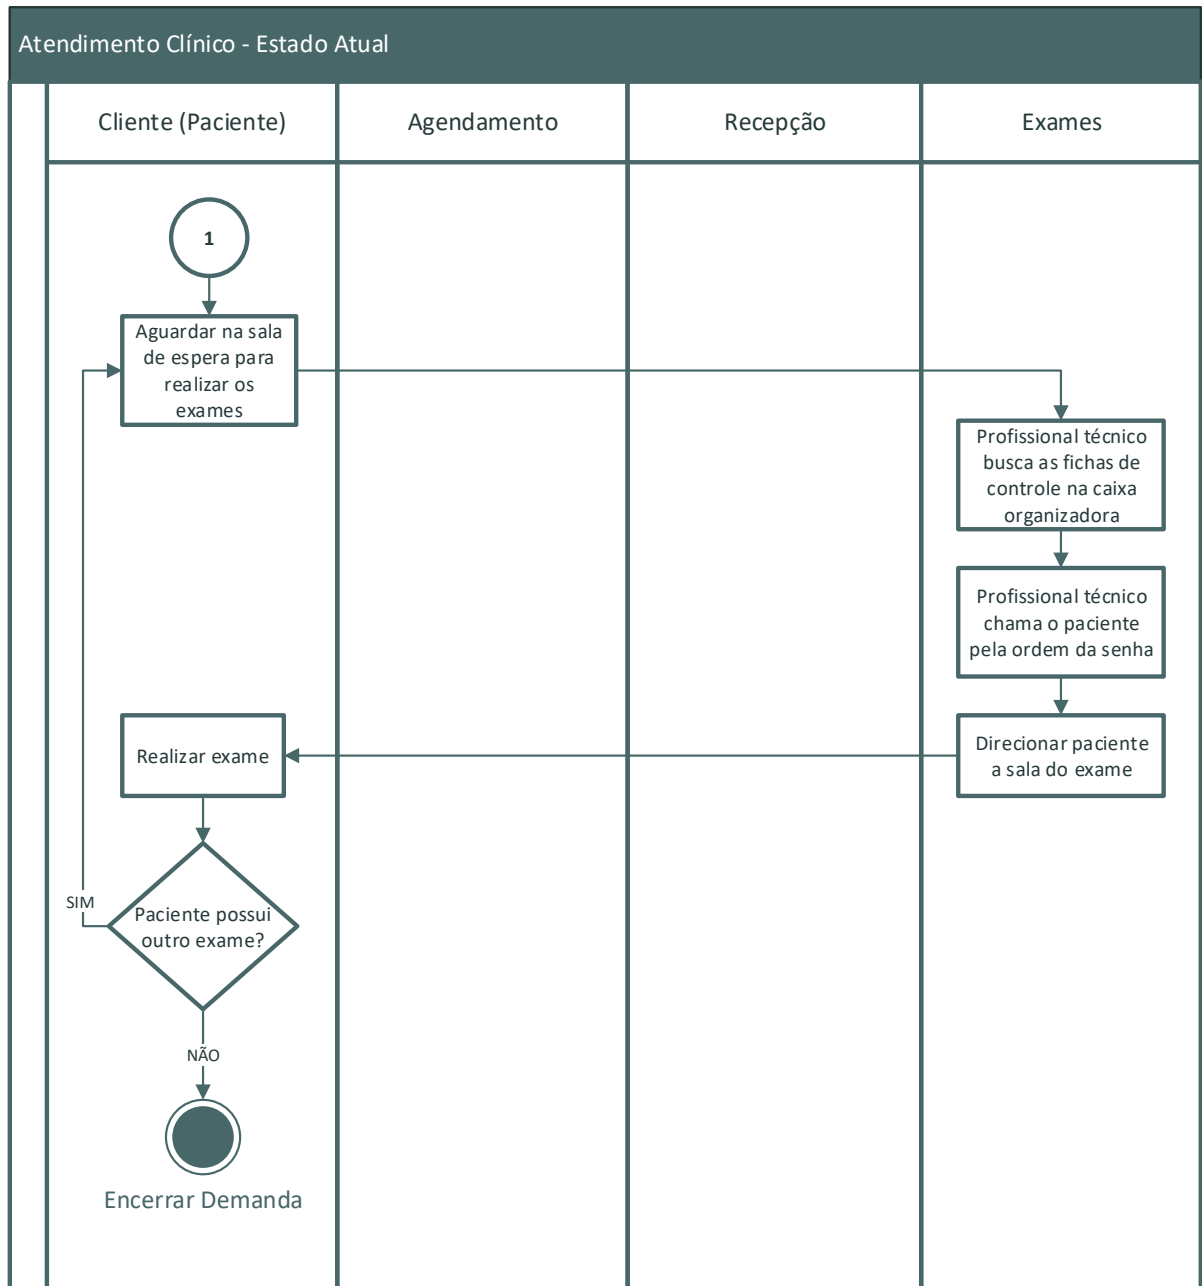 Atendimento Clínico - Estado Atual
Cliente (Paciente)
Agendamento
Recepção
Exames
1
Aguardar na sala
de espera para
realizar os
exames
Profissional técnico
busca as fichas de
controle na caixa
organizadora
Profissional técnico
chama o paciente
pela ordem da senha
Direcionar paciente
a sala do exame
Realizar exame
Paciente possui
outro exame?
SIM
NÃO
Encerrar Demanda